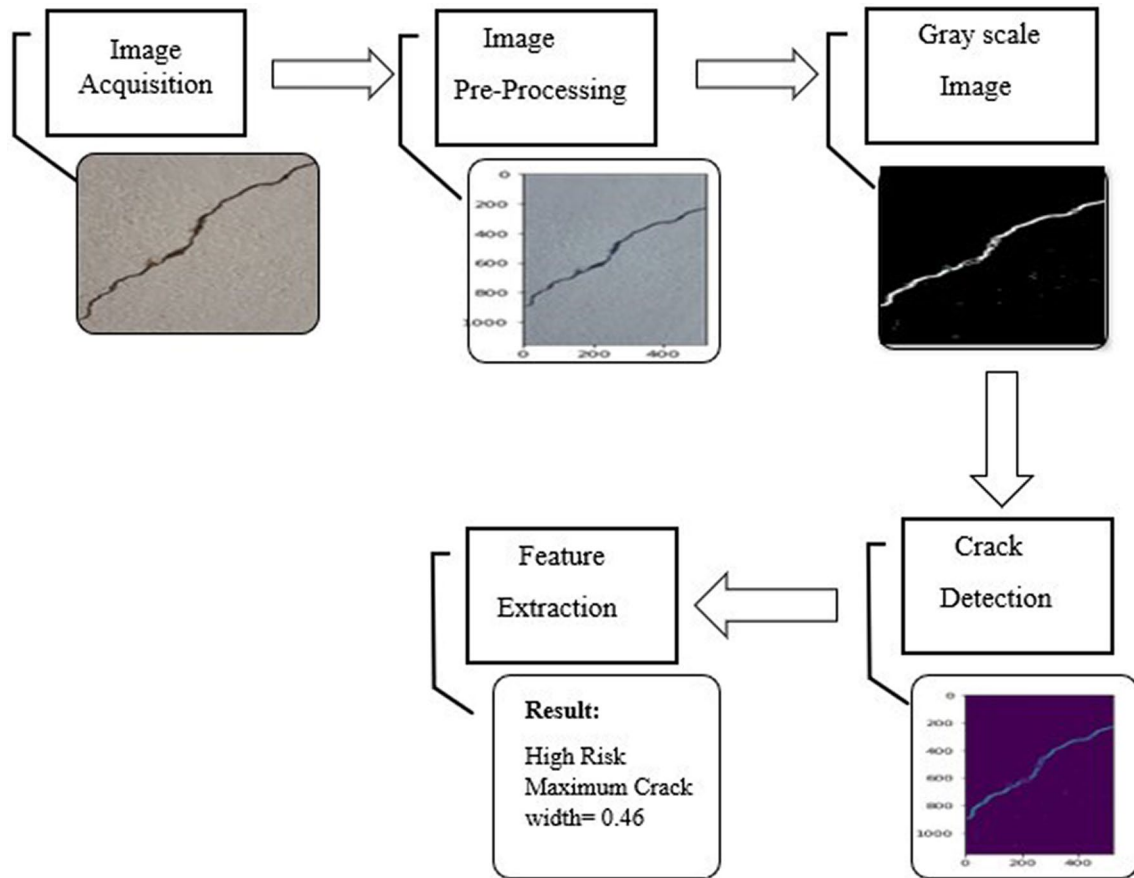 Image
Acquisition
Image
Pre-Processing
Gray scale
Image
0
200
400
600
800
1000
0 200 400
Crack
Detection
0
200
400
600
800
1000
0 200 400
Feature
Extraction
Result:
High Risk
Maximum Crack
width= 0.46